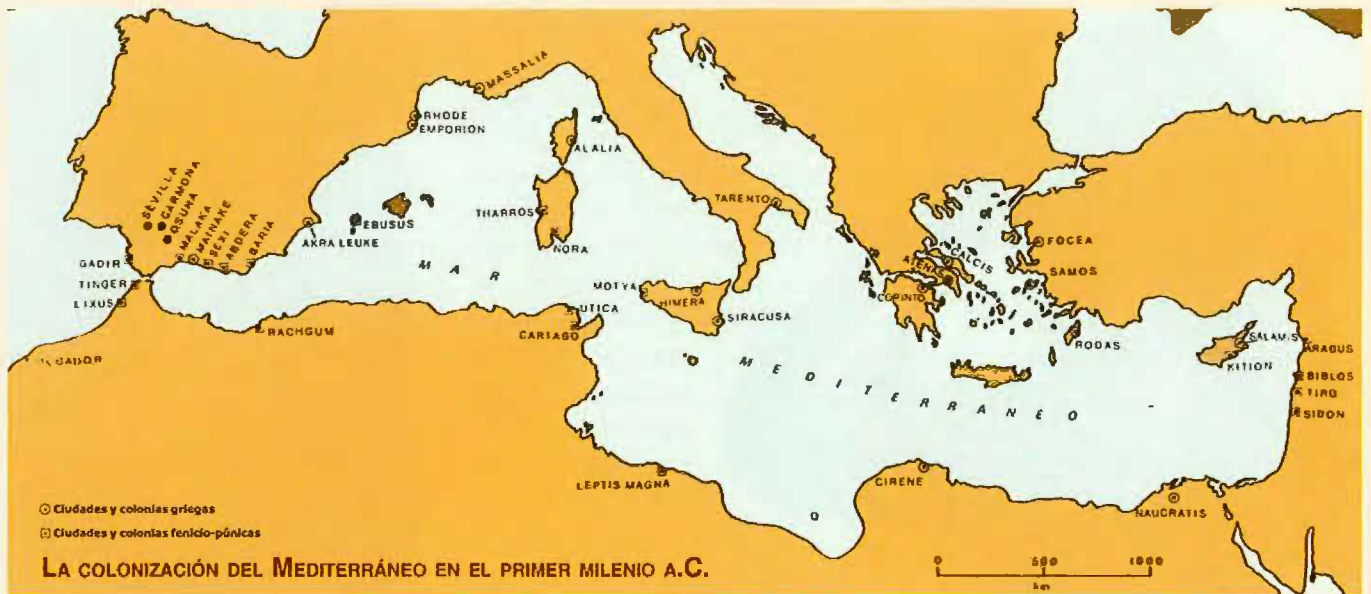 MASSALIA
RHODE
EMPORION
ALALIA
SEVILLA
CARMONA
OSUNA
MALAKA
MAINAKE
SEXI
ABDERA
BARIA
AKRA LEUKE
EBUSUS
THARROS
NORA
TARENTO
FOCEA
SAMOS
CALCIS
ATENAS
CORINTO
GADIR
TINGER
LIXUS
RACHGUM
MOTYA
HIMERA
SIRACUSA
UTICA
CARTAGO
RODAS
SALAMIS
KITION
ARABUS
BIBLOS
TIRO
SIDON
MAR
MEDITERRANEO
LEPTIS MAGNA
CIRENE
NAUCRATIS
Ciudades y colonias griegas
Ciudades y colonias fenicio-púnicas
LA COLONIZACIÓN DEL MEDITERRÁNEO EN EL PRIMER MILENIO A.C.
0 500 1000
km